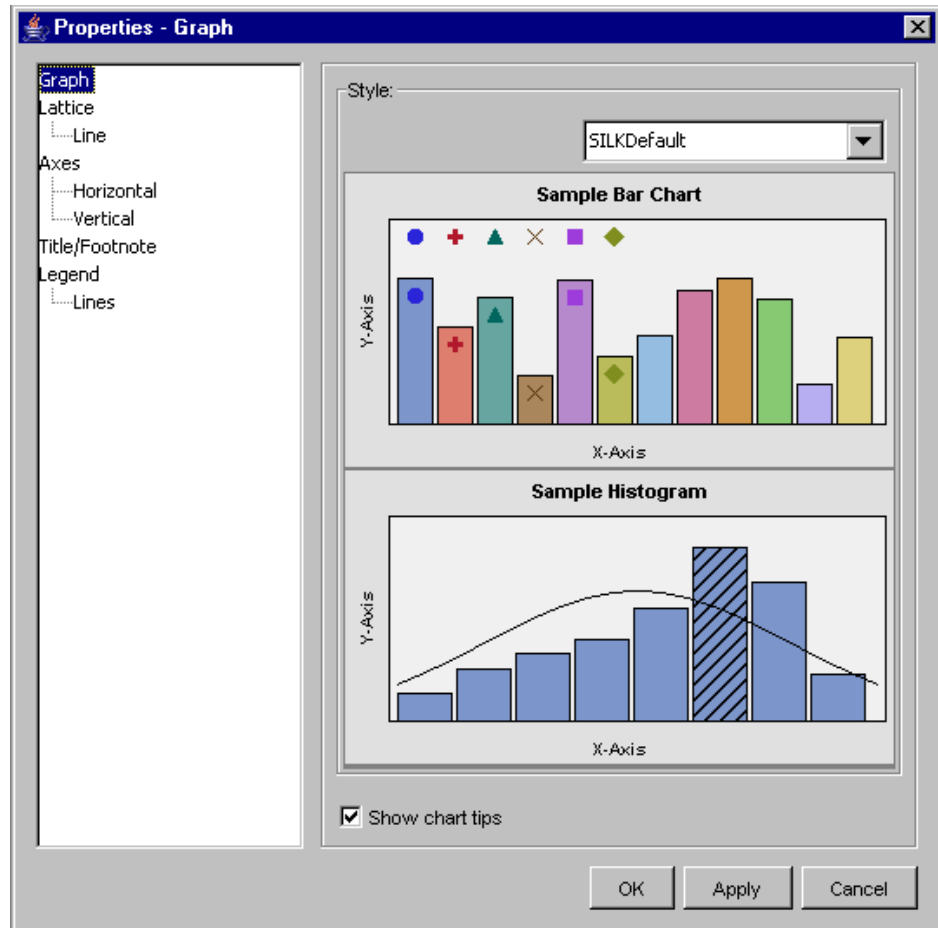 Properties - Graph
Graph
Lattice
Line
Axes
Horizontal
Vertical
Title/Footnote
Legend
Lines
Style:
SILKDefault
Sample Bar Chart
Y-Axis
X-Axis
Sample Histogram
Y-Axis
X-Axis
Show chart tips
OK
Apply
Cancel